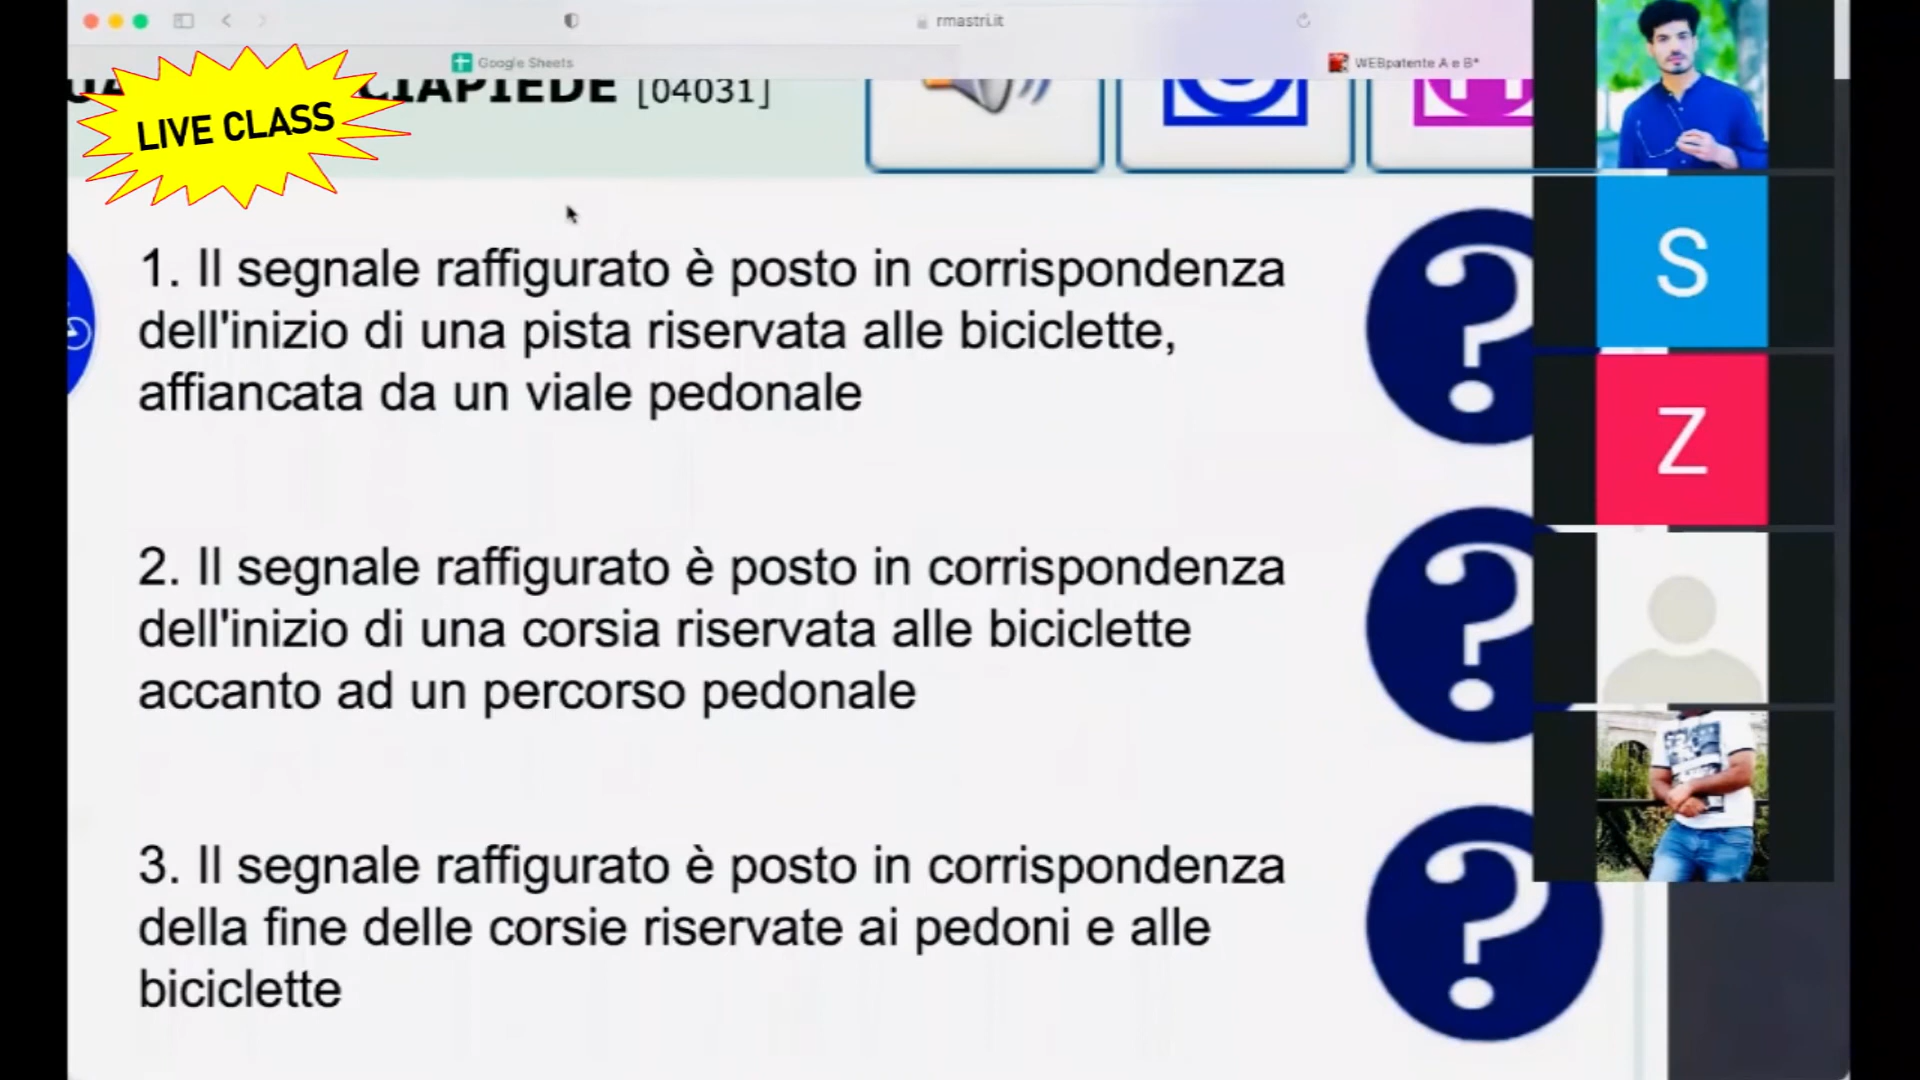 rmastri.it
Google Sheets
WEBpatente A e B*
CIAPIEDE [04031]
LIVE CLASS
1. Il segnale raffigurato è posto in corrispondenza
dell'inizio di una pista riservata alle biciclette,
affiancata da un viale pedonale
2. Il segnale raffigurato è posto in corrispondenza
dell'inizio di una corsia riservata alle biciclette
accanto ad un percorso pedonale
3. Il segnale raffigurato è posto in corrispondenza
della fine delle corsie riservate ai pedoni e alle
biciclette
?
?
?
S
Z